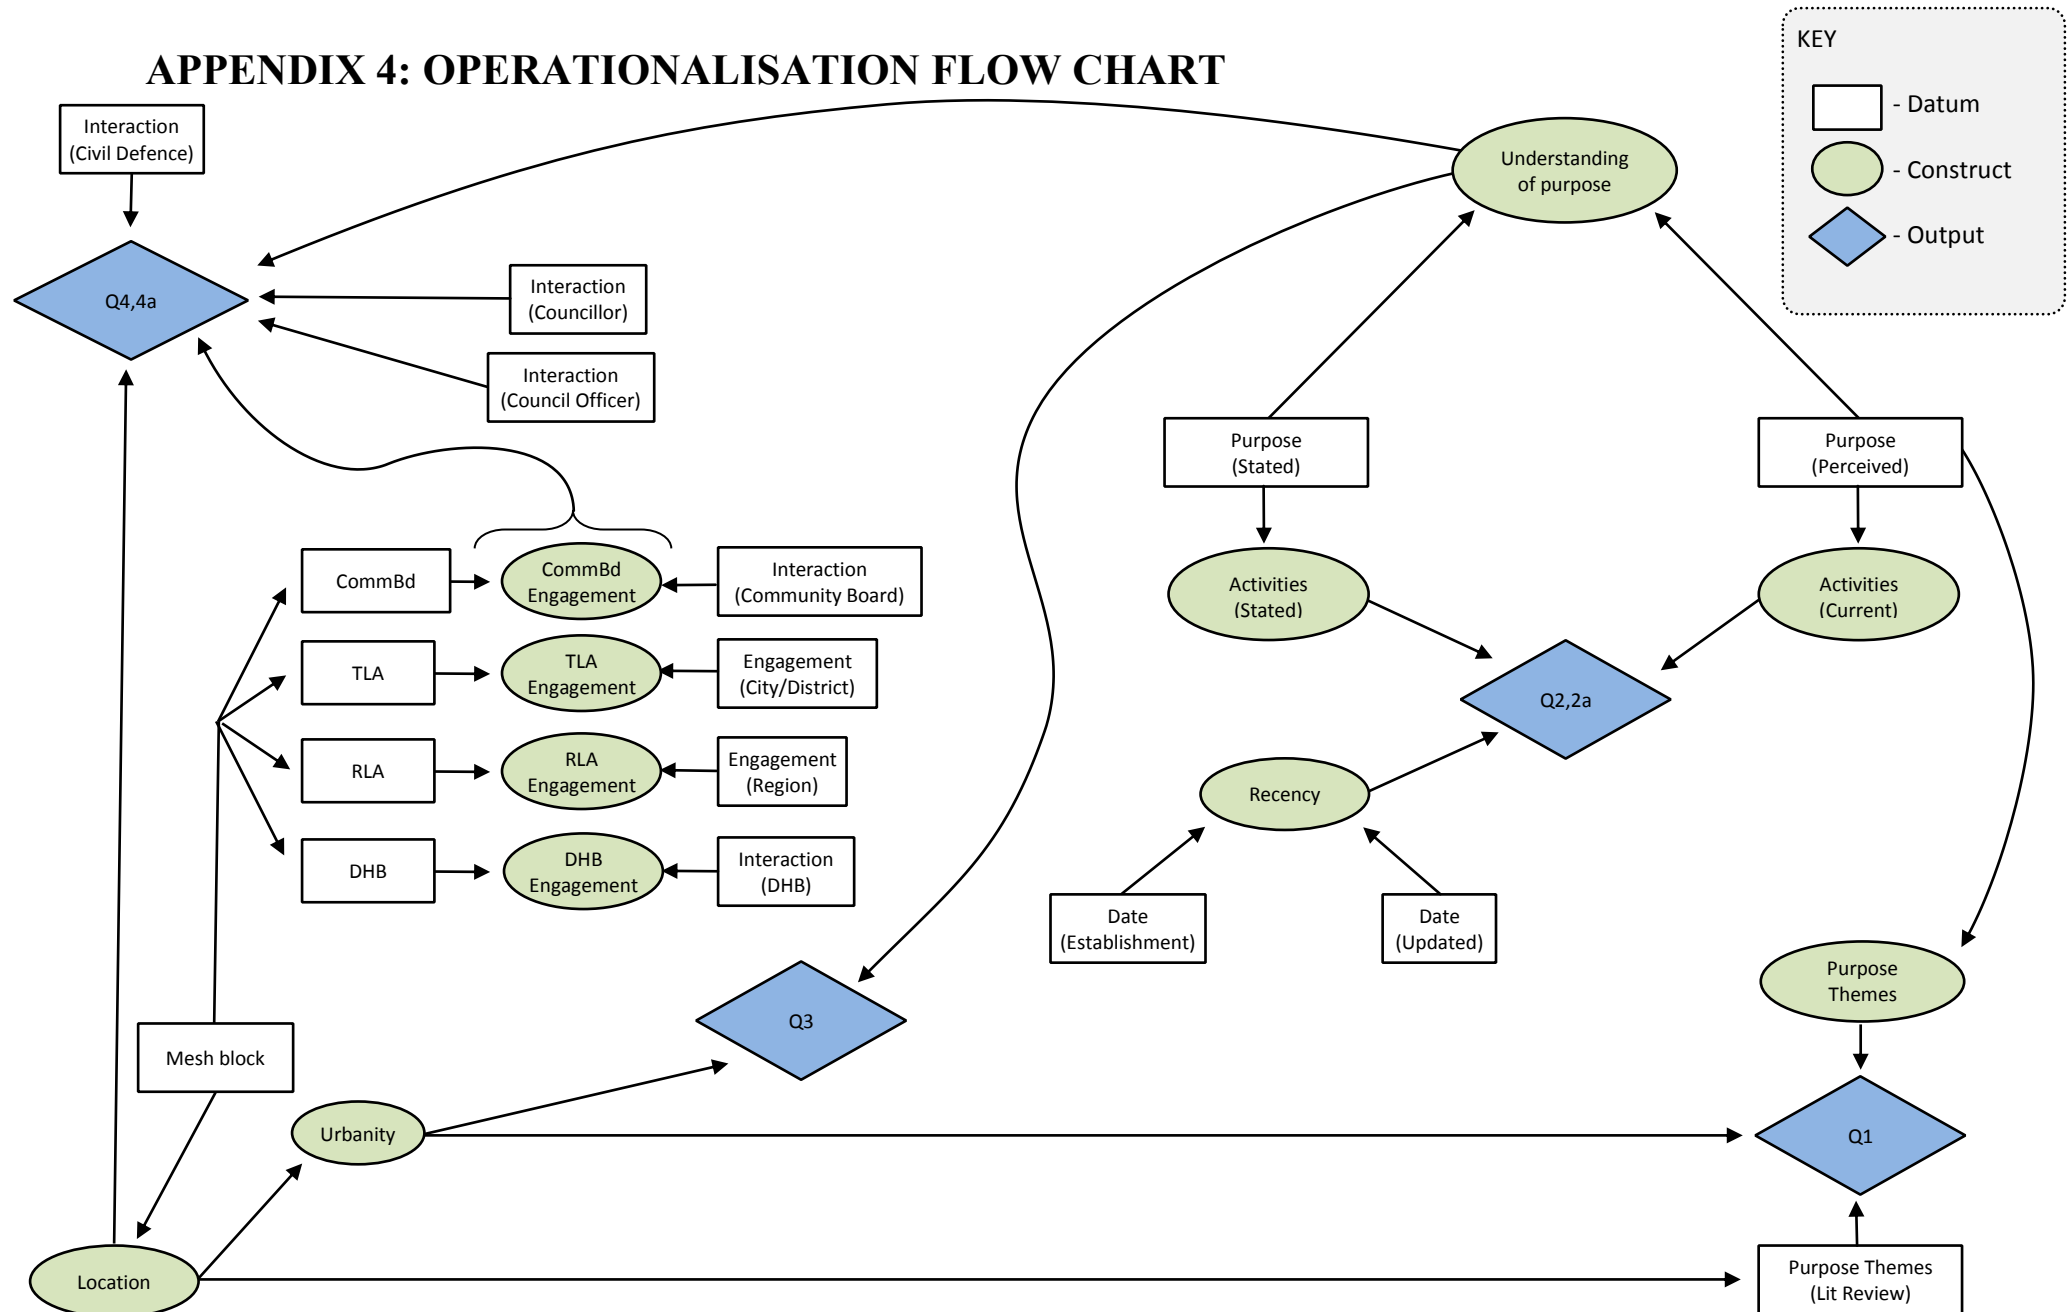 APPENDIX 4: OPERATIONALISATION FLOW CHART
KEY
- Datum
- Construct
- Output
Interaction
(Civil Defence)
Understanding
of purpose
Q4,4a
Interaction
(Councillor)
Interaction
(Council Officer)
Purpose
(Stated)
Purpose
(Perceived)
CommBd
CommBd
Engagement
Interaction
(Community Board)
Activities
(Stated)
Activities
(Current)
TLA
TLA
Engagement
Engagement
(City/District)
Q2,2a
RLA
RLA
Engagement
Engagement
(Region)
Recency
DHB
DHB
Engagement
Interaction
(DHB)
Date
(Establishment)
Date
(Updated)
Purpose
Themes
Q3
Mesh block
Urbanity
Q1
Location
Purpose Themes
(Lit Review)